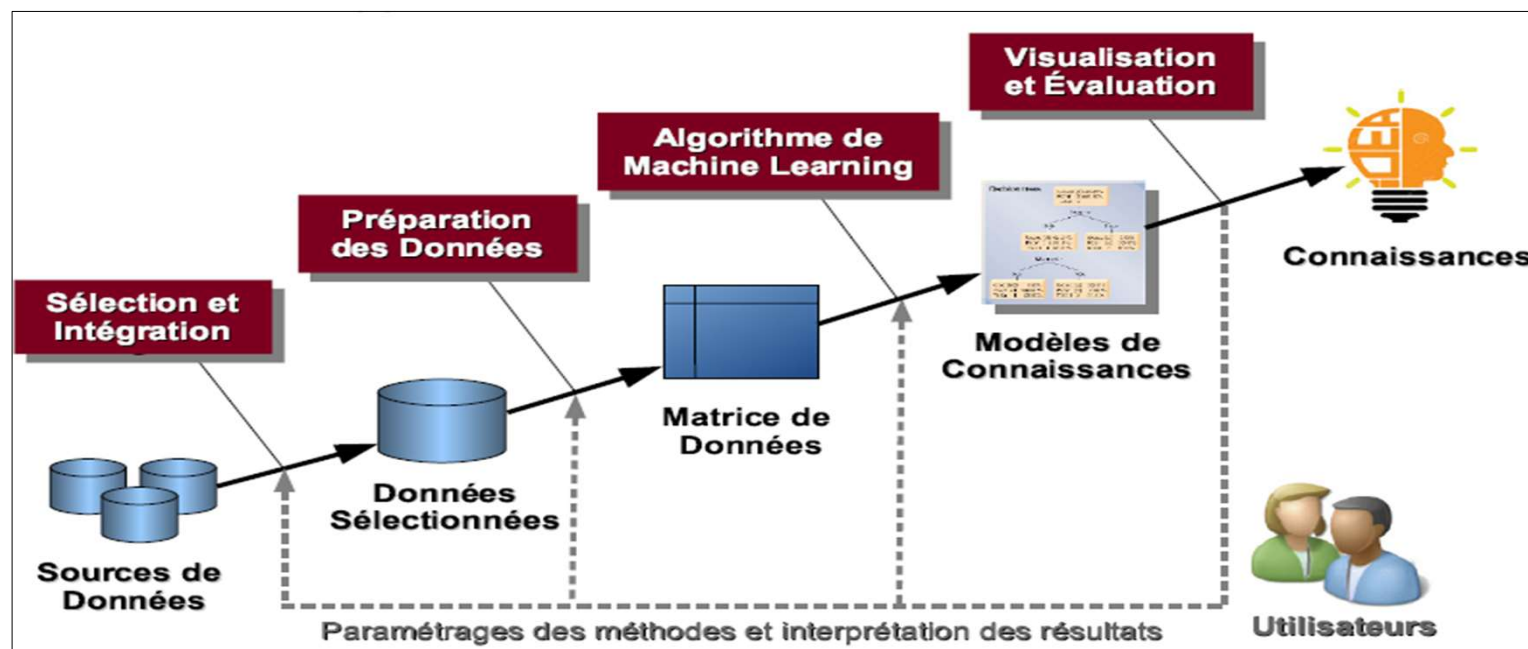 Visualisation
et Évaluation
Algorithme de
Machine Learning
Préparation
des Données
Sélection et
Intégration
IDEA
Connaissances
Modèles de
Connaissances
Matrice de
Données
Données
Sélectionnées
Sources de
Données
Utilisateurs
Paramétrages des méthodes et interprétation des résultats